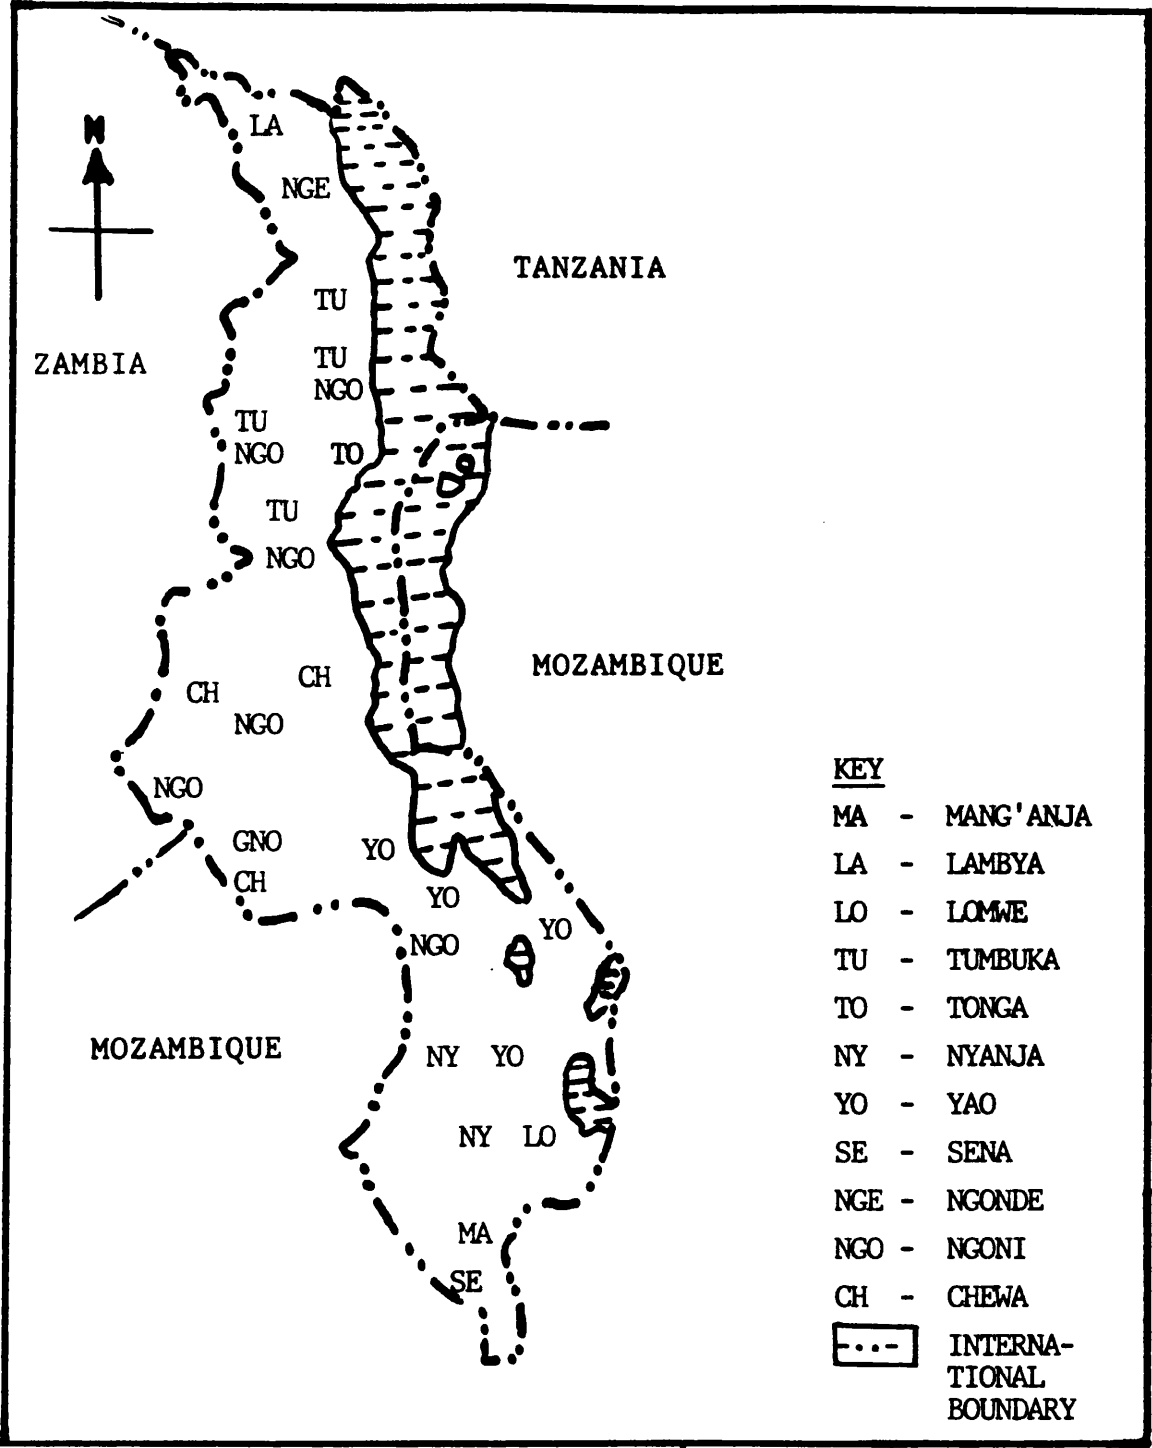 N
LA
NGE
TANZANIA
TU
ZAMBIA
TU
NGO
TU
NGO TO
TU
NGO
MOZAMBIQUE
CH CH
NGO
NGO
GNO
CH
YO
YO
YO
NGO
MOZAMBIQUE
NY YO
NY LO
MA
SE
KEY
MA - MANG'ANJA
LA - LAMBYA
LO - LOMWE
TU - TUMBUKA
TO - TONGA
NY - NYANJA
YO - YAO
SE - SENA
NGE - NGONDE
NGO - NGONI
CH - CHEWA
INTERNA-
TIONAL
BOUNDARY